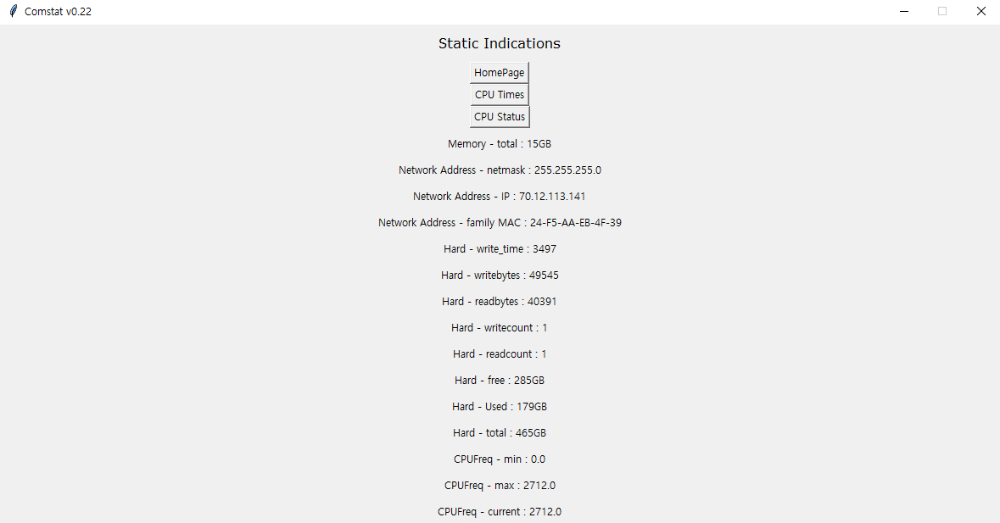 Comstat v0.22
Static Indications
HomePage
CPU Times
CPU Status
Memory - total : 15GB
Network Address - netmask : 255.255.255.0
Network Address - IP : 70.12.113.141
Network Address - family MAC : 24-F5-AA-EB-4F-39
Hard - write_time : 3497
Hard - writebytes : 49545
Hard - readbytes : 40391
Hard - writecount : 1
Hard - readcount : 1
Hard - free : 285GB
Hard - Used : 179GB
Hard - total : 465GB
CPUFreq - min : 0.0
CPUFreq - max : 2712.0
CPUFreq - current : 2712.0